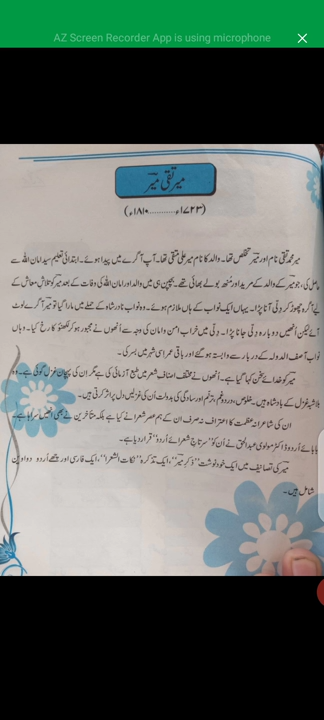 AZ Screen Recorder App is using microphone
میر تقی میرؔ
(۱۷۲۳ء............۱۸۱۰ء)
میر محمد تقی نام اور میرؔ تخلص تھا۔ والد کا نام میر علی متقی تھا۔ آپ آگرے میں پیدا ہوئے۔ ابتدائی تعلیم سید امان اللہ سے
حاصل کی، جو میر کے والد کے مرید اور منھ بولے بھائی تھے۔ بچپن ہی میں والد اور امان اللہ کی وفات کے بعد میر کو تلاشِ معاش کے
لیے آگرہ چھوڑ کر دلّی آنا پڑا۔ یہاں ایک نواب کے ہاں ملازم ہوئے۔ وہ نواب نادر شاہ کے حملے میں مارا گیا تو میرؔ آگرے لوٹ
آئے لیکن انھیں دوبارہ دلّی جانا پڑا۔ دلّی میں خراب امن و امان کی وجہ سے انھوں نے مجبور ہو کر لکھنؤ کا رخ کیا۔ وہاں
نواب آصف الدولہ کے دربار سے وابستہ ہو گئے اور باقی عمر اسی شہر میں بسر کی۔
میرؔ کو خدائے سخن کہا گیا ہے۔ اُنھوں نے مختلف اصنافِ شعر میں طبع آزمائی کی ہے مگر اِن کی پہچان غزل گوئی ہے۔ وہ
بلاشبہ غزل کے بادشاہ ہیں۔ خلوص، درد و غم، ترنم اور سادگی کی بدولت اُن کی غزلیں دل پر اثر کرتی ہیں۔
ان کی شاعرانہ عظمت کا اعتراف نہ صرف ان کے ہم عصر شعرا نے کیا ہے بلکہ متاخرین نے بھی انھیں سراہا ہے۔
بابائے اُردو ڈاکٹر مولوی عبدالحق نے اُن کو "سرتاجِ شعرائے اُردو" قرار دیا ہے۔
میرؔ کی تصانیف میں ایک خود نوشت "ذکرِ میرؔ"، ایک تذکرہ "نکات الشعرا"، ایک فارسی اور چھے اُردو دواوین
شامل ہیں۔